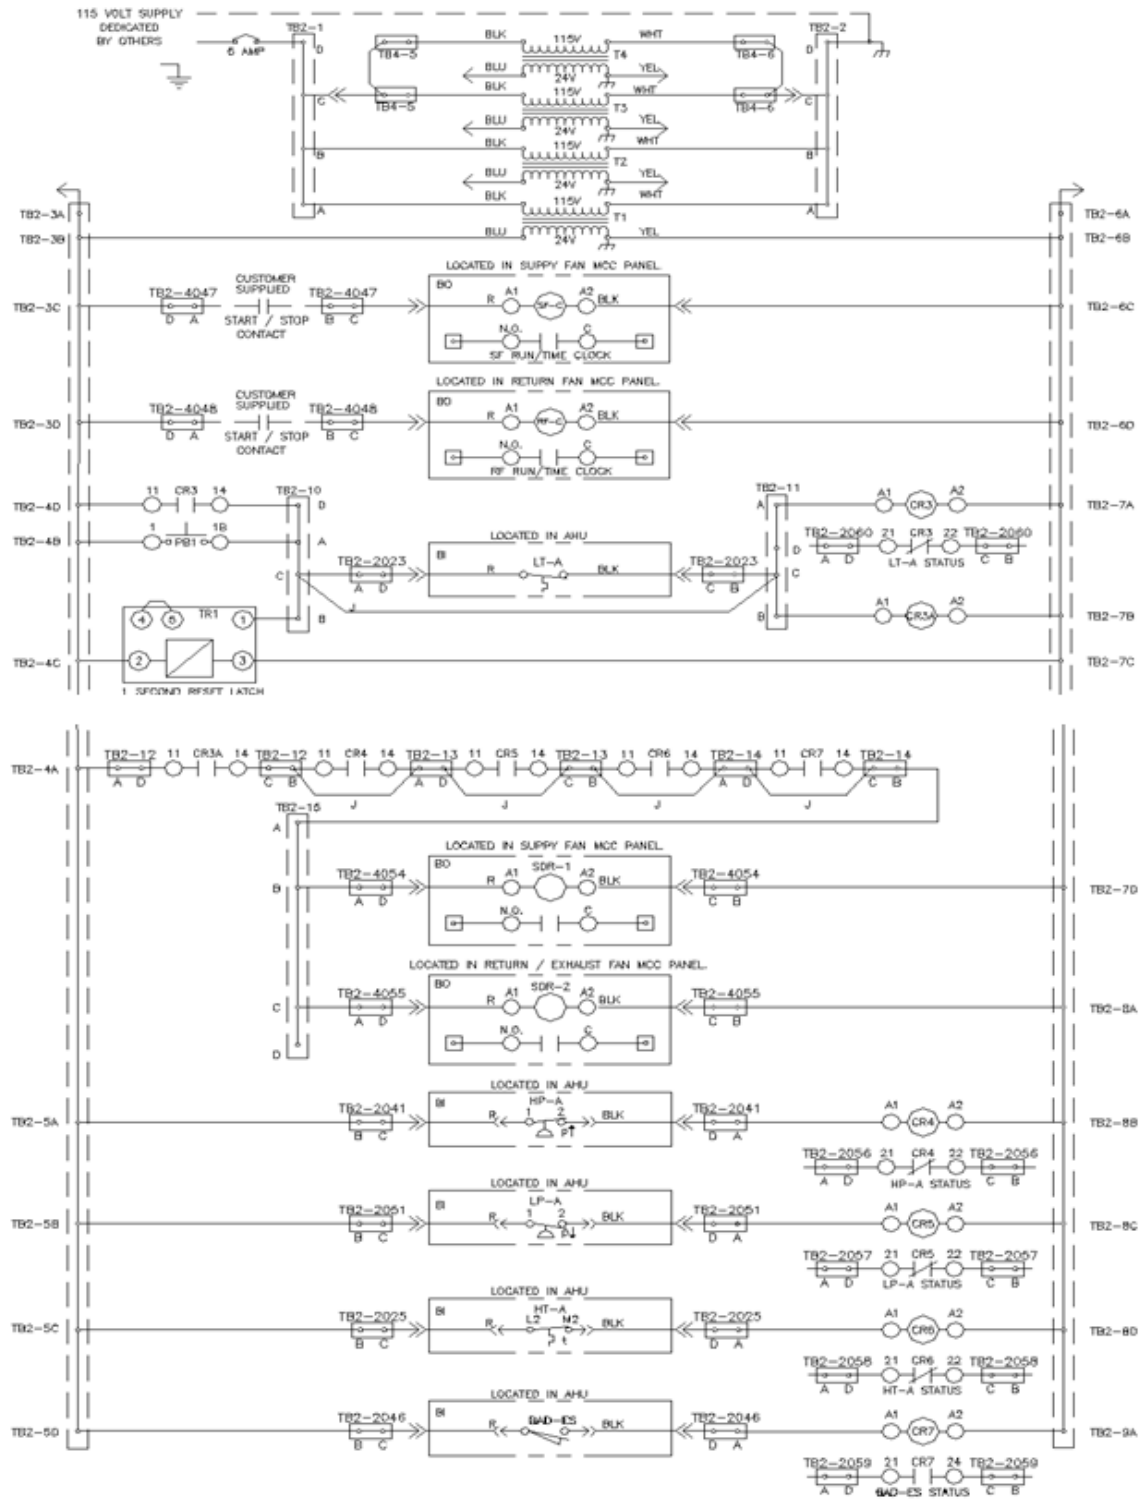 115 VOLT SUPPLY
DEDICATED
BY OTHERS
6 AMP
TB2-1 TB2-2
D BLK 115V WHT D
TB4-5 T4 TB4-6
BLU 24V YEL
C BLK 115V WHT C
TB4-5 T3 TB4-6
BLU 24V YEL
B BLK 115V WHT B
T2
BLU 24V YEL
A BLK 115V WHT A
T1
TB2-3A TB2-6A
TB2-3B BLU 24V YEL TB2-6B
LOCATED IN SUPPY FAN MCC PANEL.
CUSTOMER
SUPPLIED
TB2-4047 TB2-4047 BO
TB2-3C R A1 SF-C A2 BLK TB2-6C
D A START / STOP B C
CONTACT
N.O. C
SF RUN/TIME CLOCK
LOCATED IN RETURN FAN MCC PANEL.
CUSTOMER
SUPPLIED
TB2-4048 TB2-4048 BO
TB2-3D R A1 RF-C A2 BLK TB2-6D
D A START / STOP B C
CONTACT
N.O. C
RF RUN/TIME CLOCK
TB2-10 TB2-11
TB2-4D 11 CR3 14 D A A1 CR3 A2 TB2-7A
TB2-4B 1 PB1 1B A
LOCATED IN AHU
D TB2-2060 21 CR3 22 TB2-2060
A D LT-A STATUS C B
BI LT-A
C TB2-2023 R BLK TB2-2023 C
A D C B
J
4 6 TR1 1 B B A1 CR3A A2 TB2-7B
TB2-4C 2 3 TB2-7C
1 SECOND RESET LATCH
TB2-4A TB2-12 11 CR3A 14 TB2-12 11 CR4 14 TB2-13 11 CR5 14 TB2-13 11 CR6 14 TB2-14 11 CR7 14 TB2-14
A D C B A D C B A D C B
J J J J
TB2-15
A
LOCATED IN SUPPY FAN MCC PANEL.
BO SDR-1
B TB2-4054 R A1 A2 BLK TB2-4054 TB2-7D
A D C B
N.O. C
LOCATED IN RETURN / EXHAUST FAN MCC PANEL.
BO SDR-2
C TB2-4055 R A1 A2 BLK TB2-4055 TB2-8A
A D C B
N.O. C
D
LOCATED IN AHU
BI HP-A
TB2-5A TB2-2041 R 1 2 BLK TB2-2041 A1 CR4 A2 TB2-8B
B C P D A
TB2-2056 21 CR4 22 TB2-2056
A D HP-A STATUS C B
LOCATED IN AHU
BI LP-A
TB2-5B TB2-2051 R 1 2 BLK TB2-2051 A1 CR5 A2 TB2-8C
B C P D A
TB2-2057 21 CR5 22 TB2-2057
A D LP-A STATUS C B
LOCATED IN AHU
BI HT-A
TB2-5C TB2-2025 R L2 M2 BLK TB2-2025 A1 CR6 A2 TB2-8D
B C t D A
TB2-2058 21 CR6 22 TB2-2058
A D HT-A STATUS C B
LOCATED IN AHU
BI BAD-ES
TB2-5D TB2-2046 R BLK TB2-2046 A1 CR7 A2 TB2-9A
B C D A
TB2-2059 21 CR7 24 TB2-2059
A D BAD-ES STATUS C B